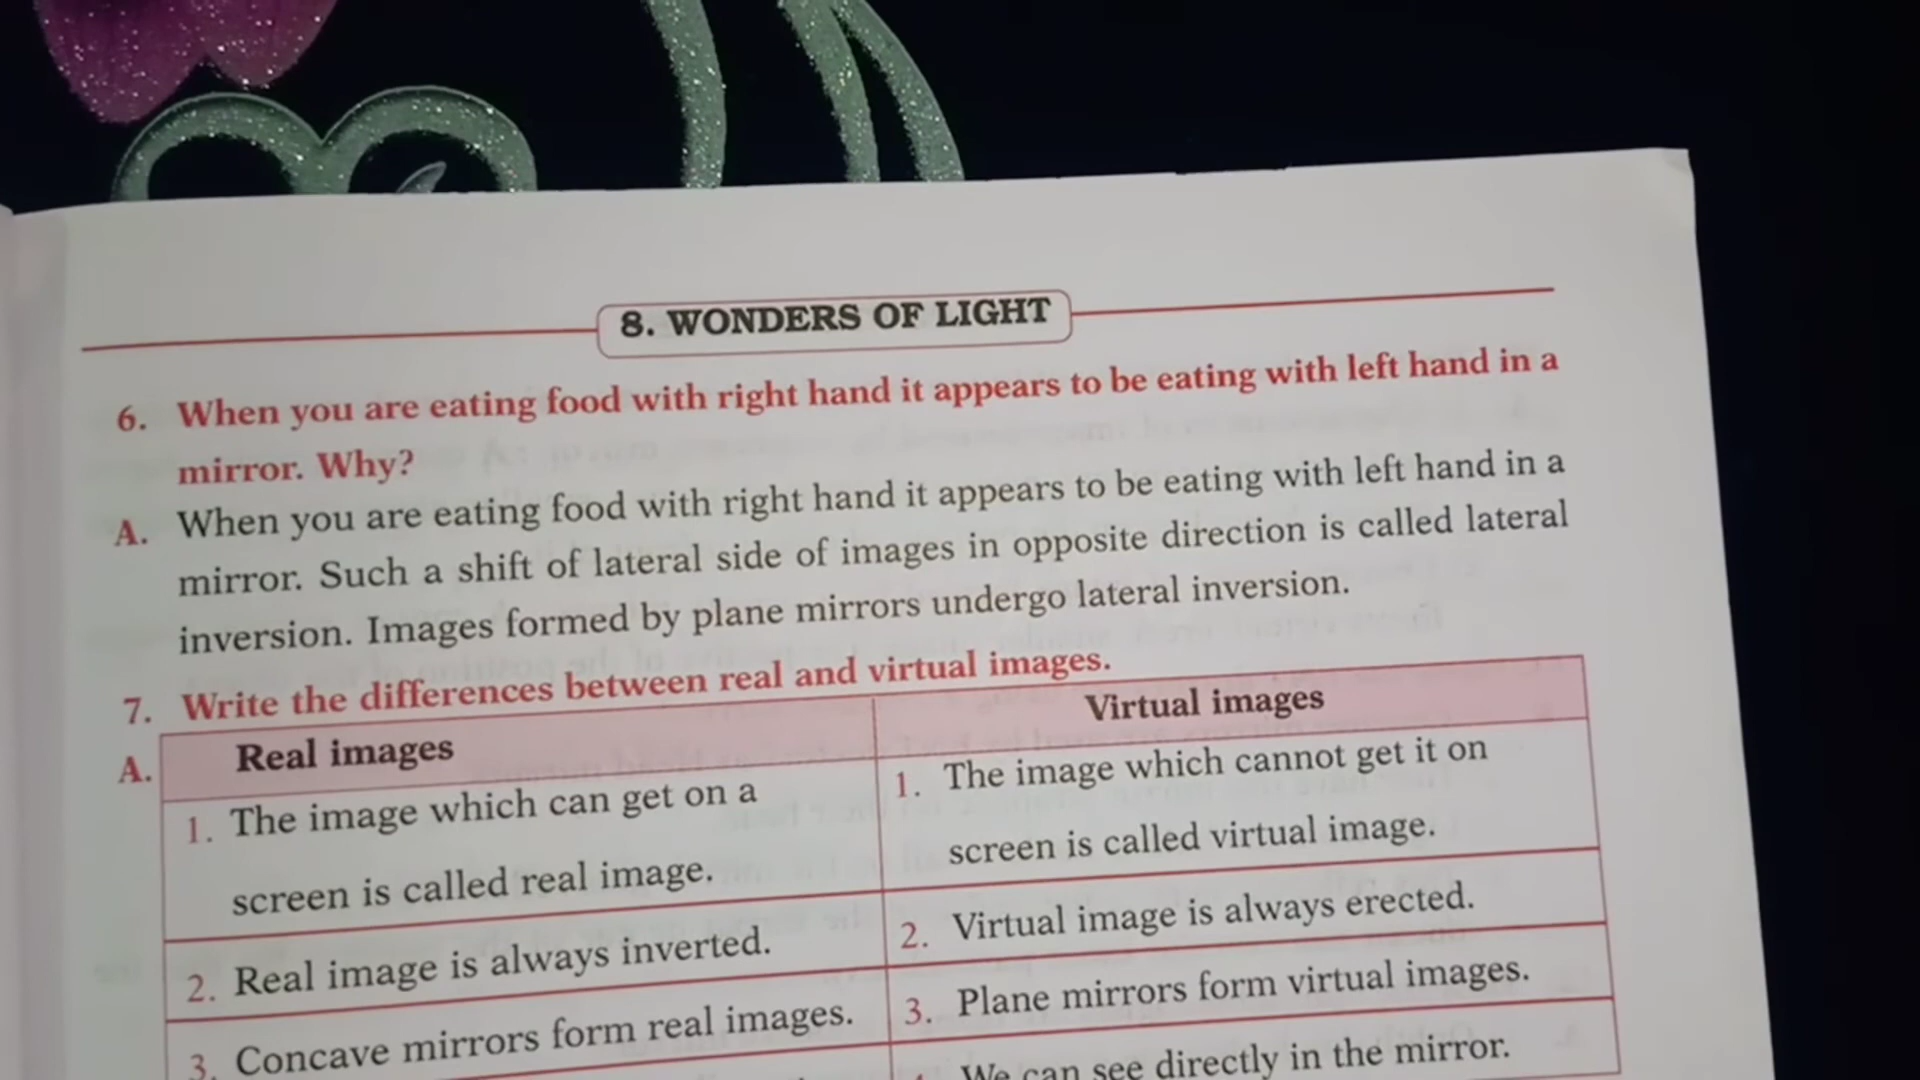 8. WONDERS OF LIGHT
6. When you are eating food with right hand it appears to be eating with left hand in a
mirror. Why?
A. When you are eating food with right hand it appears to be eating with left hand in a
mirror. Such a shift of lateral side of images in opposite direction is called lateral
inversion. Images formed by plane mirrors undergo lateral inversion.
7. Write the differences between real and virtual images.
A. Real images
1. The image which can get on a
screen is called real image.
2. Real image is always inverted.
3. Concave mirrors form real images.
Virtual images
1. The image which cannot get it on
screen is called virtual image.
2. Virtual image is always erected.
3. Plane mirrors form virtual images.
We can see directly in the mirror.